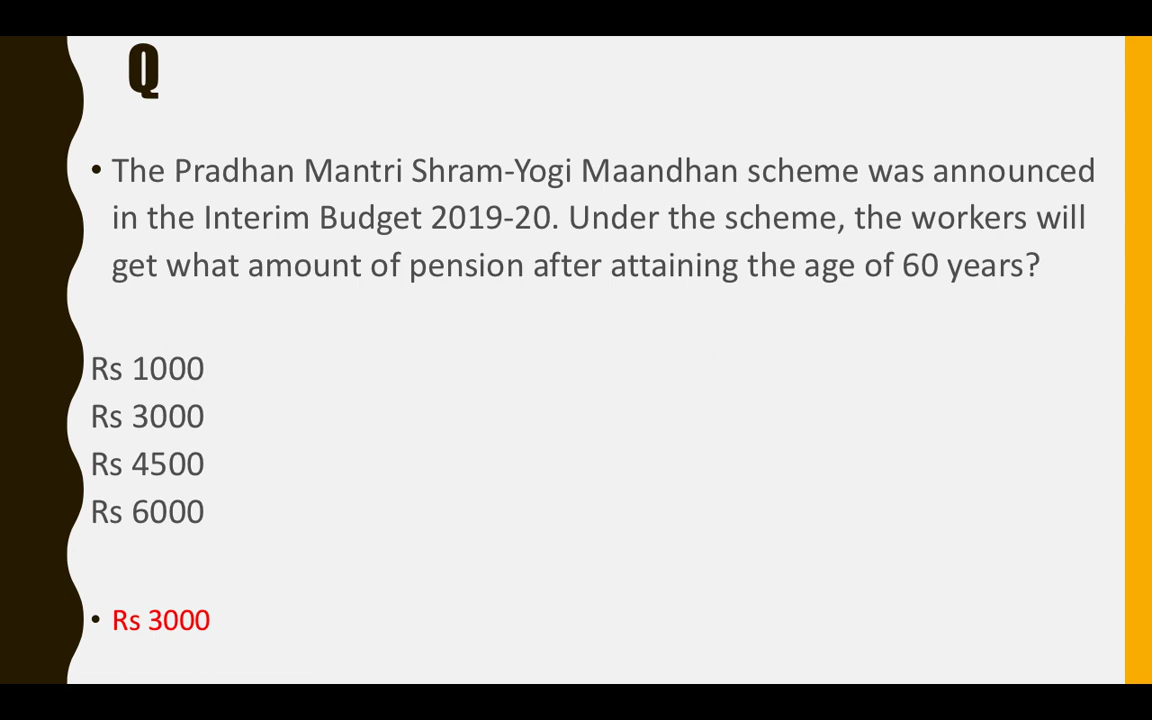 Q
• The Pradhan Mantri Shram-Yogi Maandhan scheme was announced
in the Interim Budget 2019-20. Under the scheme, the workers will
get what amount of pension after attaining the age of 60 years?
Rs 1000
Rs 3000
Rs 4500
Rs 6000
• Rs 3000